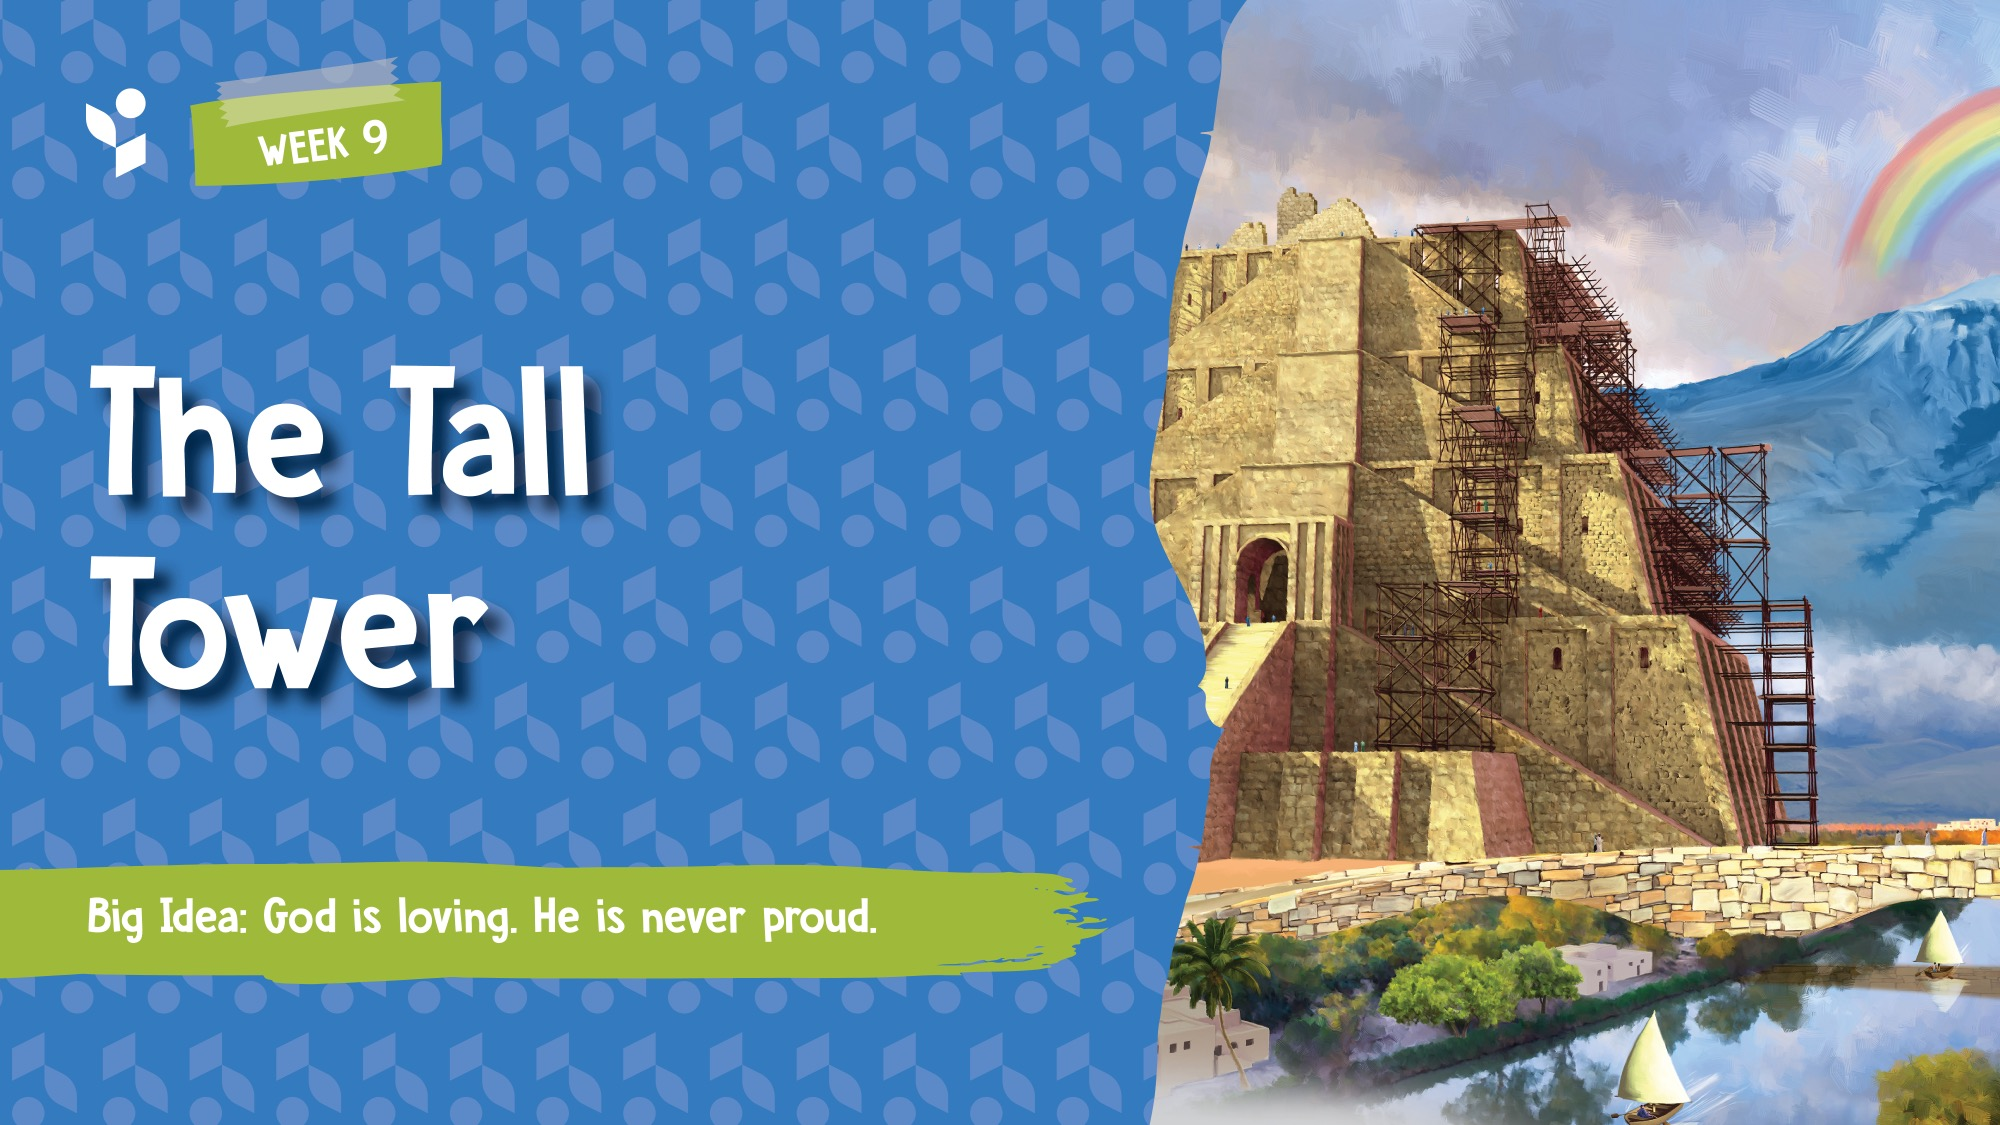 WEEK 9
The Tall
Tower
Big Idea: God is loving. He is never proud.